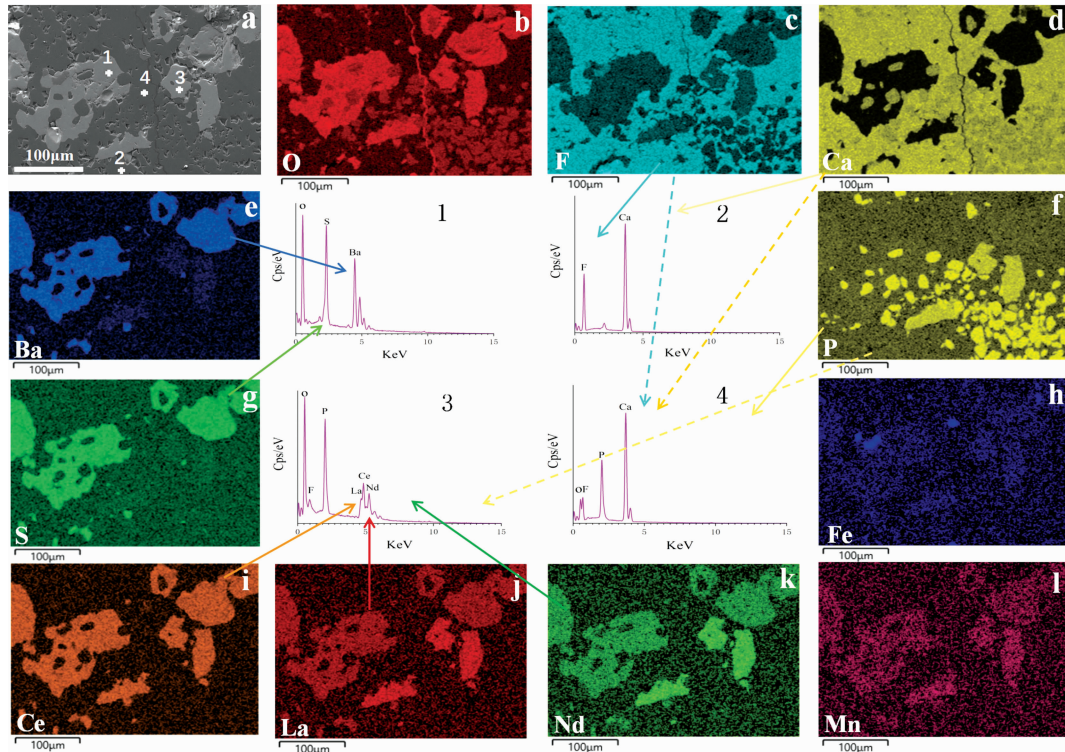 a
1
4
3
2
100μm
b
O
100μm
c
F
100μm
d
Ca
100μm
e
Ba
100μm
1
Cps/eV
O
S
Ba
0
5
10
15
KeV
2
Cps/eV
F
Ca
0
5
10
15
KeV
f
P
100μm
g
S
100μm
3
Cps/eV
O
F
P
La
Ce
Nd
0
5
10
15
KeV
4
Cps/eV
O
F
P
Ca
0
5
10
15
KeV
h
Fe
100μm
i
Ce
100μm
j
La
100μm
k
Nd
100μm
l
Mn
100μm